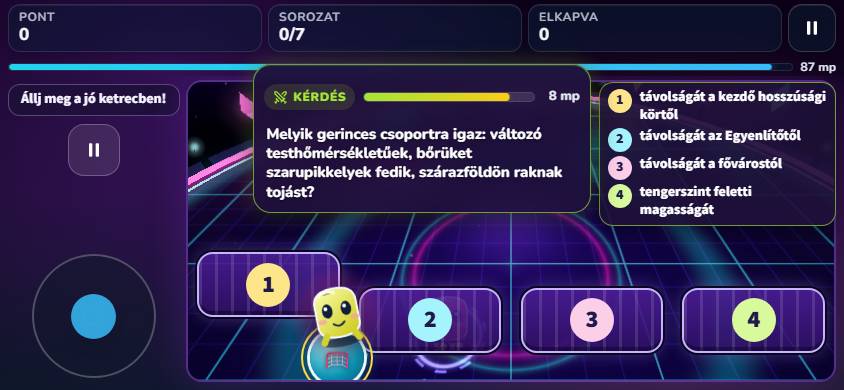 PONT
0
SOROZAT
0/7
ELKAPVA
0
87 mp
Állj meg a jó ketrecben!
KÉRDÉS
8 mp
Melyik gerinces csoportra igaz: változó
testhőmérsékletűek, bőrüket
szarupikkelyek fedik, szárazföldön raknak
tojást?
1 távolságát a kezdő hosszúsági
körtől
2 távolságát az Egyenlítőtől
3 távolságát a fővárostól
4 tengerszint feletti
magasságát
1
2
3
4